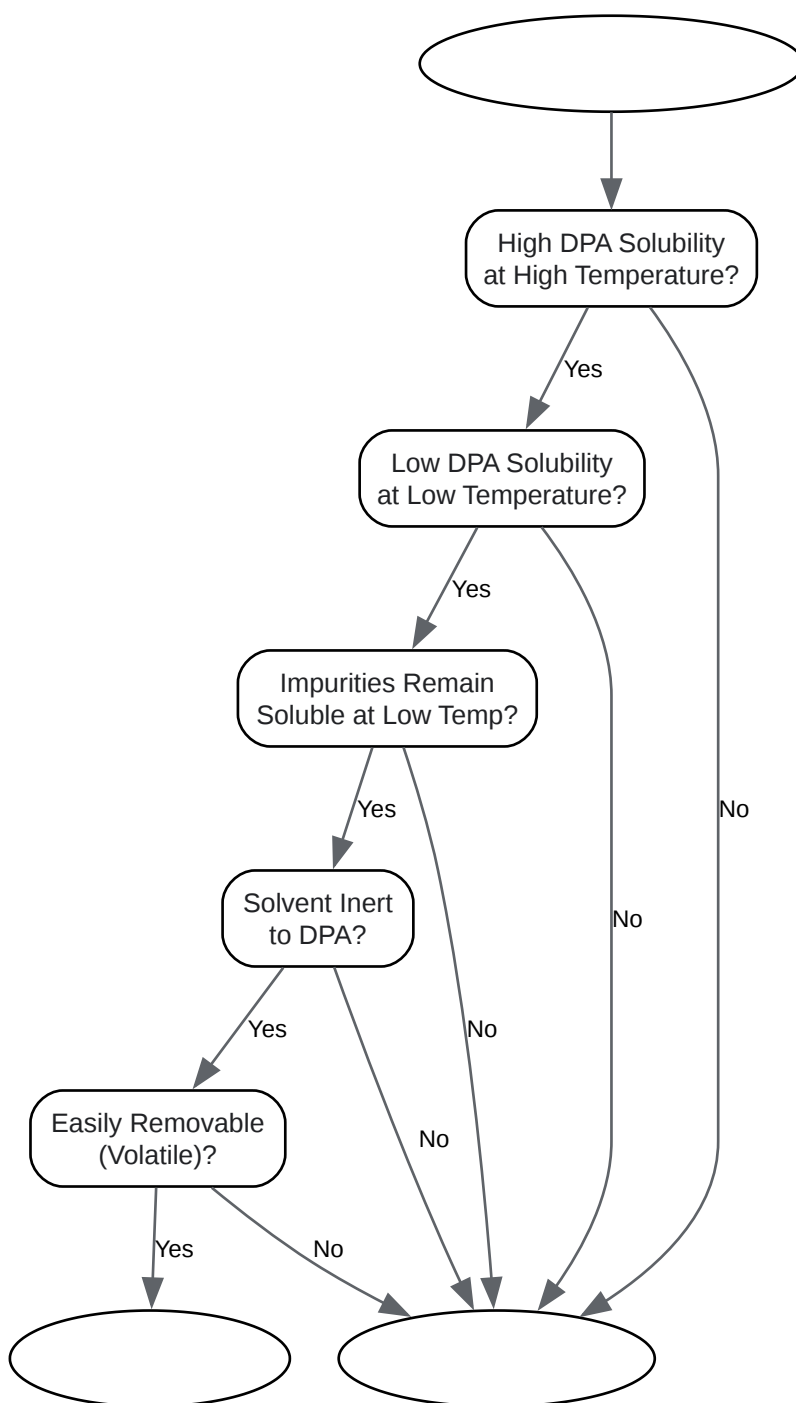 High DPA Solubility
at High Temperature?
Yes
Low DPA Solubility
at Low Temperature?
Yes
Impurities Remain
Soluble at Low Temp?
Yes
No
Solvent Inert
to DPA?
No
Yes
No
Easily Removable
(Volatile)?
No
Yes
No